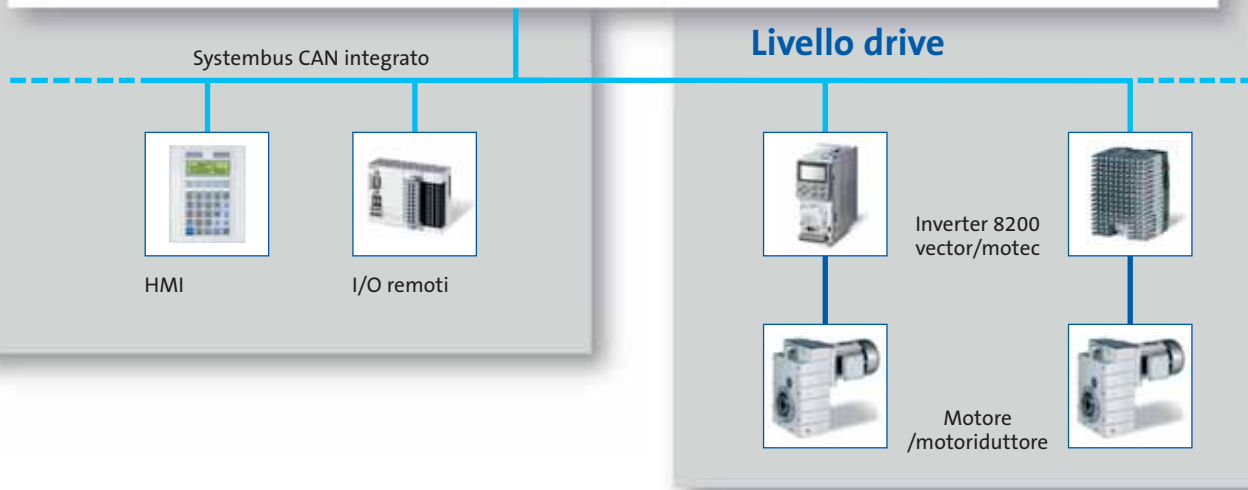 Livello drive
Systembus CAN integrato
HMI
I/O remoti
Inverter 8200
vector/motec
Motore
/motoriduttore